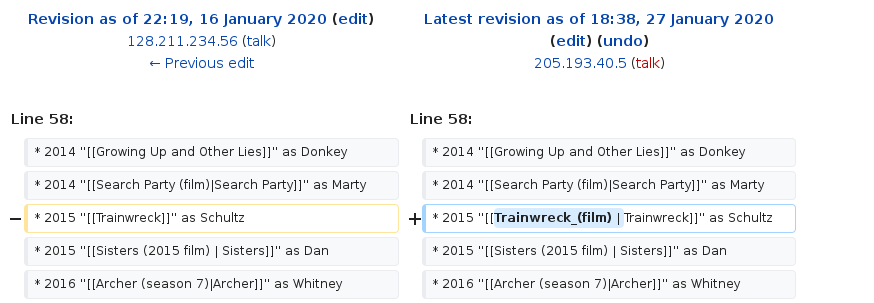 Revision as of 22:19, 16 January 2020 (edit)
128.211.234.56 (talk)
← Previous edit
Latest revision as of 18:38, 27 January 2020
(edit) (undo)
205.193.40.5 (talk)
Line 58:
Line 58:
* 2014 ''[[Growing Up and Other Lies]]'' as Donkey
* 2014 ''[[Growing Up and Other Lies]]'' as Donkey
* 2014 ''[[Search Party (film)|Search Party]]'' as Marty
* 2014 ''[[Search Party (film)|Search Party]]'' as Marty
− * 2015 ''[[Trainwreck]]'' as Schultz
+ * 2015 ''[[Trainwreck_(film) | Trainwreck]]'' as Schultz
* 2015 ''[[Sisters (2015 film) | Sisters]]'' as Dan
* 2015 ''[[Sisters (2015 film) | Sisters]]'' as Dan
* 2016 ''[[Archer (season 7)|Archer]]'' as Whitney
* 2016 ''[[Archer (season 7)|Archer]]'' as Whitney